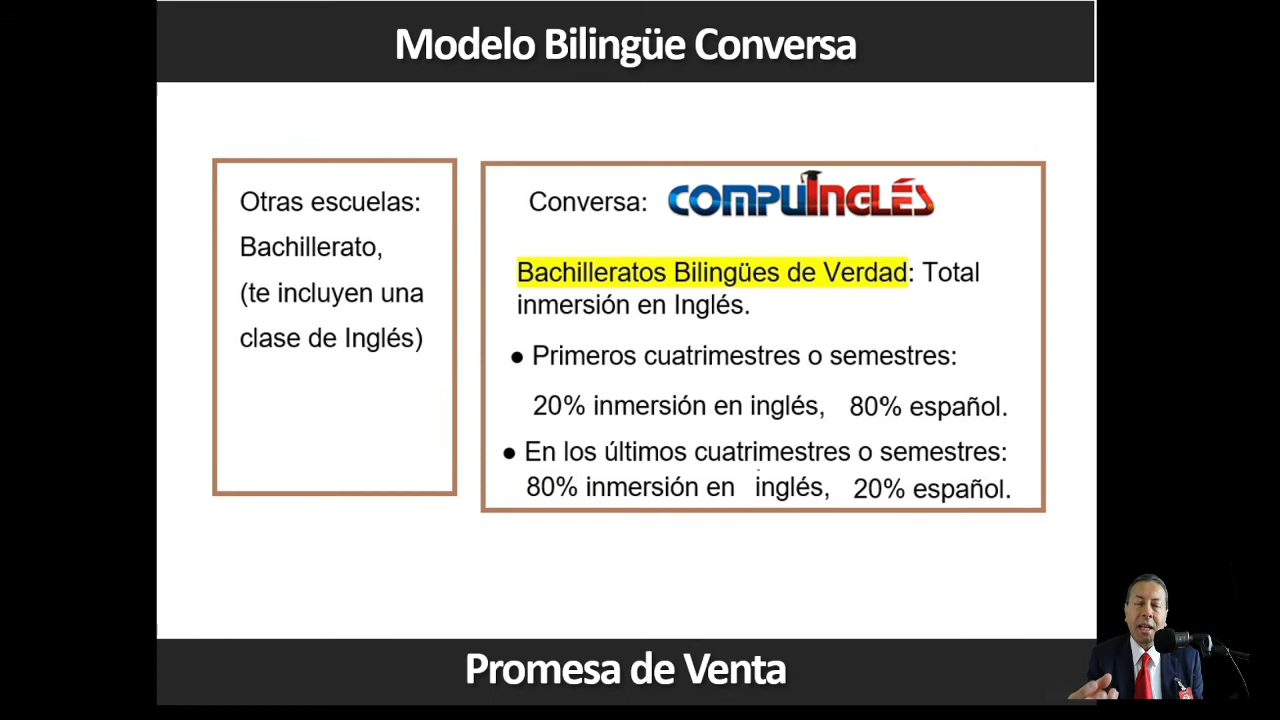 Modelo Bilingüe Conversa
Otras escuelas:
Bachillerato,
(te incluyen una
clase de Inglés)
Conversa: COMPUINGLÉS
Bachilleratos Bilingües de Verdad: Total
inmersión en Inglés.
● Primeros cuatrimestres o semestres:
20% inmersión en inglés, 80% español.
● En los últimos cuatrimestres o semestres:
80% inmersión en inglés, 20% español.
Promesa de Venta